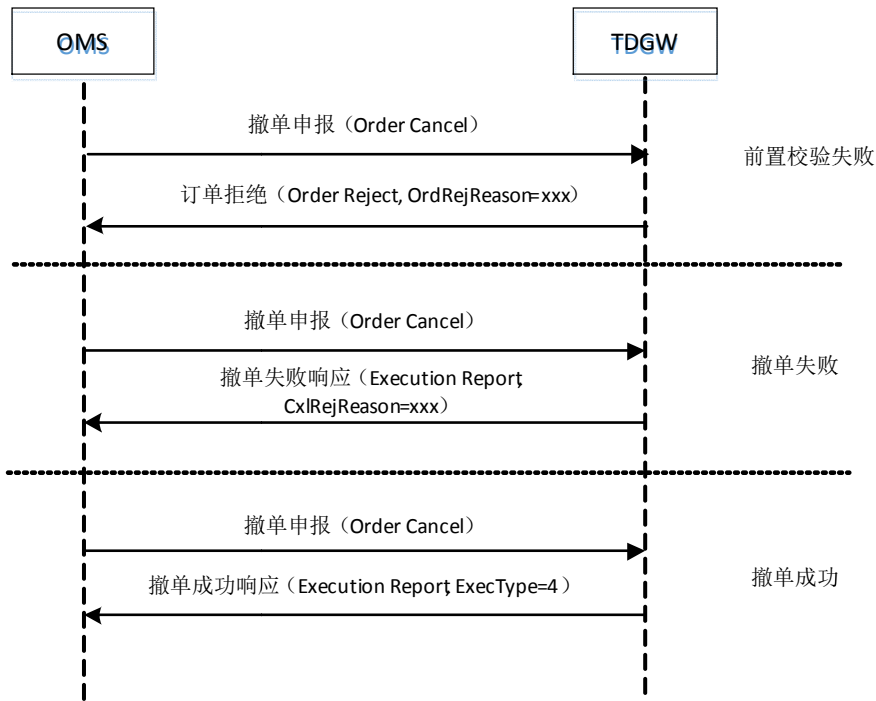 OMS
TDGW
撤单申报（Order Cancel）
前置校验失败
订单拒绝（Order Reject, OrdRejReason=xxx）
撤单申报（Order Cancel）
撤单失败
撤单失败响应（Execution Report,
CxlRejReason=xxx）
撤单申报（Order Cancel）
撤单成功
撤单成功响应（Execution Report, ExecType=4）